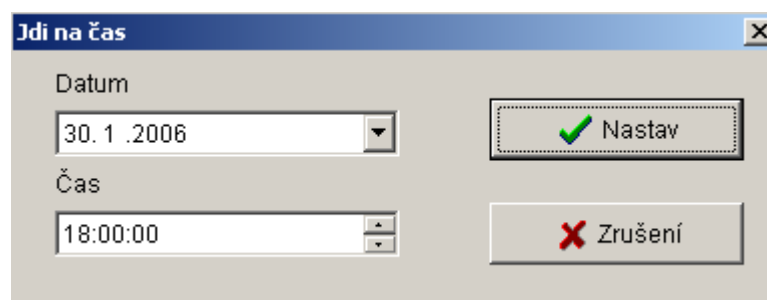 Jdi na čas
Datum
30. 1 .2006
Nastav
Čas
18:00:00
Zrušení